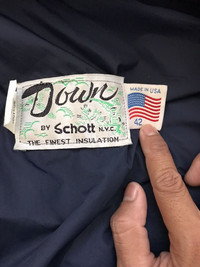 Down
BY Schott N.Y.C.
THE FINEST INSULATION
MADE IN USA
42